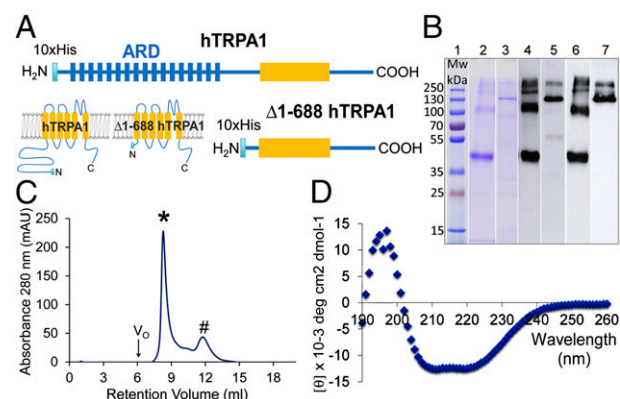 A
10xHis
ARD
hTRPA1
H₂N
COOH
hTRPA1
Δ1-688 hTRPA1
N
C
N
C
Δ1-688 hTRPA1
10xHis
H₂N
COOH
B
Mw
kDa
1 2 3 4 5 6 7
250
130
100
70
55
35
25
15
C
Absorbance 280 nm (mAU)
250
200
150
100
50
0
*
#
V₀
0 3 6 9 12 15 18
Retention Volume (ml)
D
[θ] x 10-3 deg cm2 dmol-1
15
10
5
0
-5
-10
-15
190 200 210 220 230 240 250 260
Wavelength
(nm)